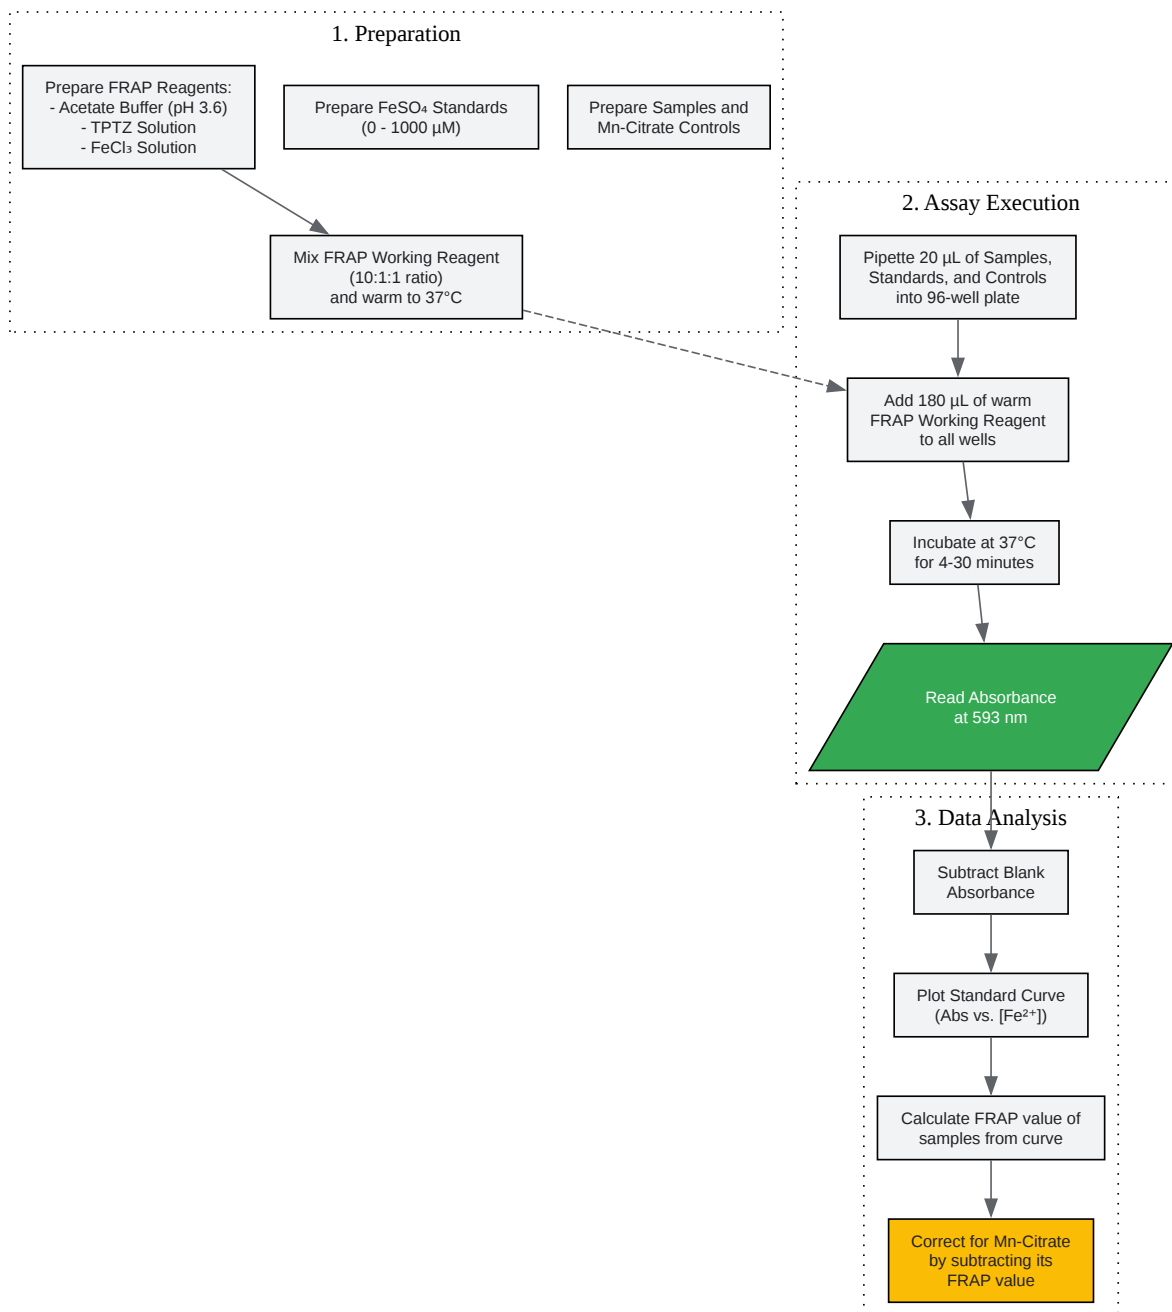 1. Preparation
Prepare FRAP Reagents:
- Acetate Buffer (pH 3.6)
- TPTZ Solution
- FeCl₃ Solution
Prepare FeSO₄ Standards
(0 - 1000 µM)
Prepare Samples and
Mn-Citrate Controls
Mix FRAP Working Reagent
(10:1:1 ratio)
and warm to 37°C
2. Assay Execution
Pipette 20 µL of Samples,
Standards, and Controls
into 96-well plate
Add 180 µL of warm
FRAP Working Reagent
to all wells
Incubate at 37°C
for 4-30 minutes
Read Absorbance
at 593 nm
3. Data Analysis
Subtract Blank
Absorbance
Plot Standard Curve
(Abs vs. [Fe²⁺])
Calculate FRAP value of
samples from curve
Correct for Mn-Citrate
by subtracting its
FRAP value